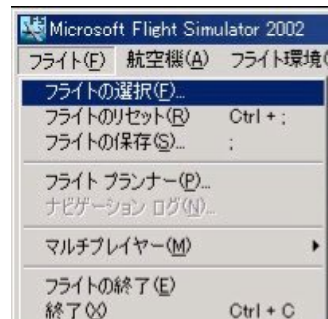 Microsoft Flight Simulator 2002
フライト(F) 航空機(A) フライト環境(
フライトの選択(F)...
フライトのリセット(R) Ctrl + ;
フライトの保存(S)... ;
フライト プランナー(P)...
ナビゲーション ログ(N)...
マルチプレイヤー(M)
フライトの終了(E)
終了(X) Ctrl + C